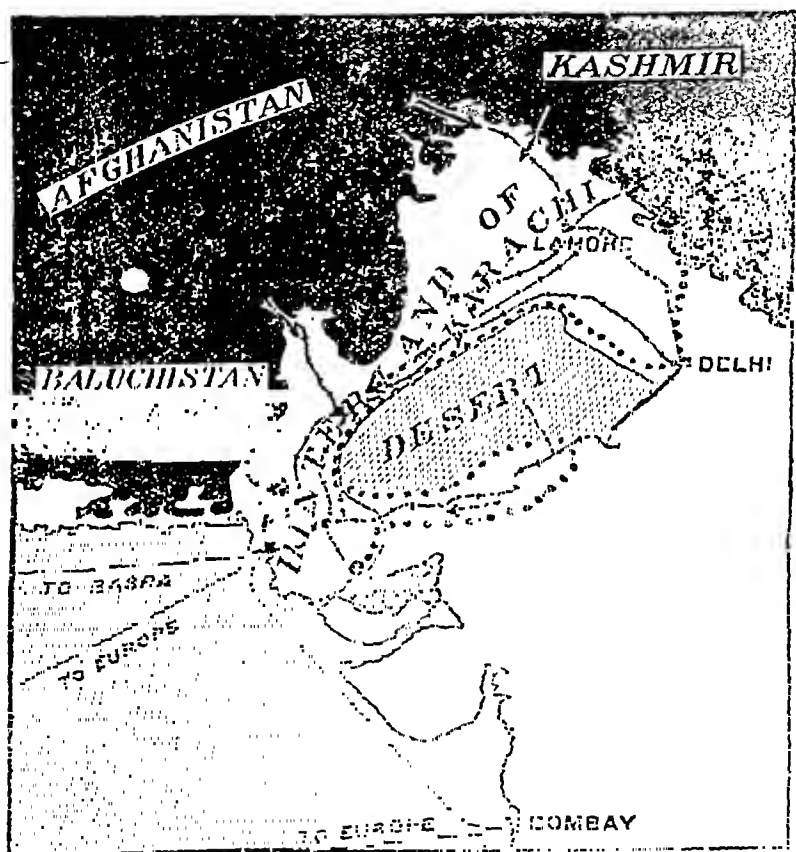 KASHMIR
AFGHANISTAN
HINTERLAND OF
KARACHI
LAHORE
BALUCHISTAN
DELHI
DESERT
TO BASRA
TO EUROPE
TO EUROPE
BOMBAY